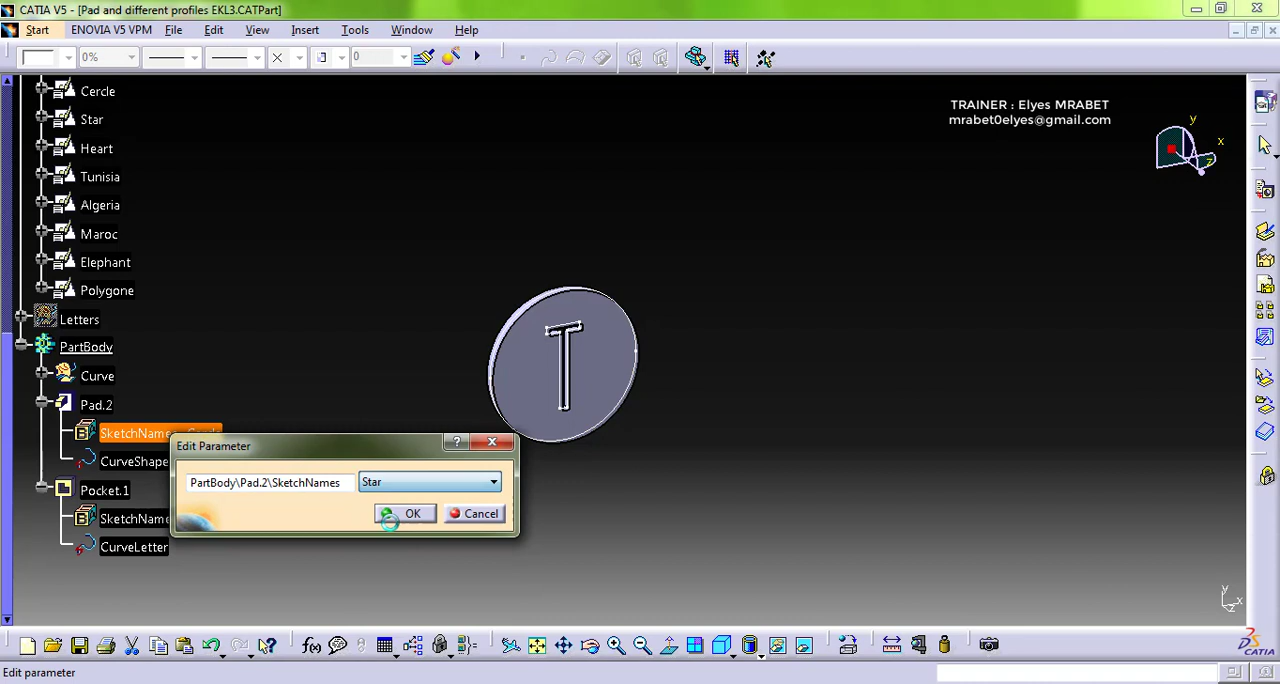 CATIA V5 - [Pad and different profiles EKL3.CATPart]
Start ENOVIA V5 VPM File Edit View Insert Tools Window Help
0% 0
Cercle
Star
Heart
Tunisia
Algeria
Maroc
Elephant
Polygone
Letters
PartBody
Curve
Pad.2
SketchNam
CurveShape
Pocket.1
SketchName
CurveLetter
TRAINER : Elyes MRABET
mrabet0elyes@gmail.com
y
x
z
T
Edit Parameter
PartBody\Pad.2\SketchNames Star
OK Cancel
y
x
z
f(x)
CATIA
Edit parameter